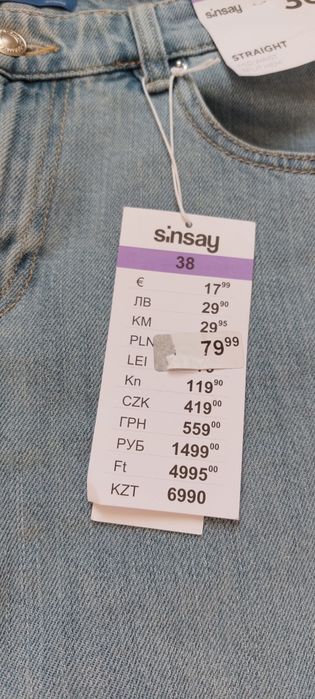 sinsay
STRAIGHT
sinsay
38
€ 17⁹⁹
ЛВ 29⁹⁰
KM 29⁹⁵
PLN 79⁹⁹
LEI
Kn 119⁹⁰
CZK 419⁰⁰
ГРН 559⁰⁰
РУБ 1499⁰⁰
Ft 4995⁰⁰
KZT 6990